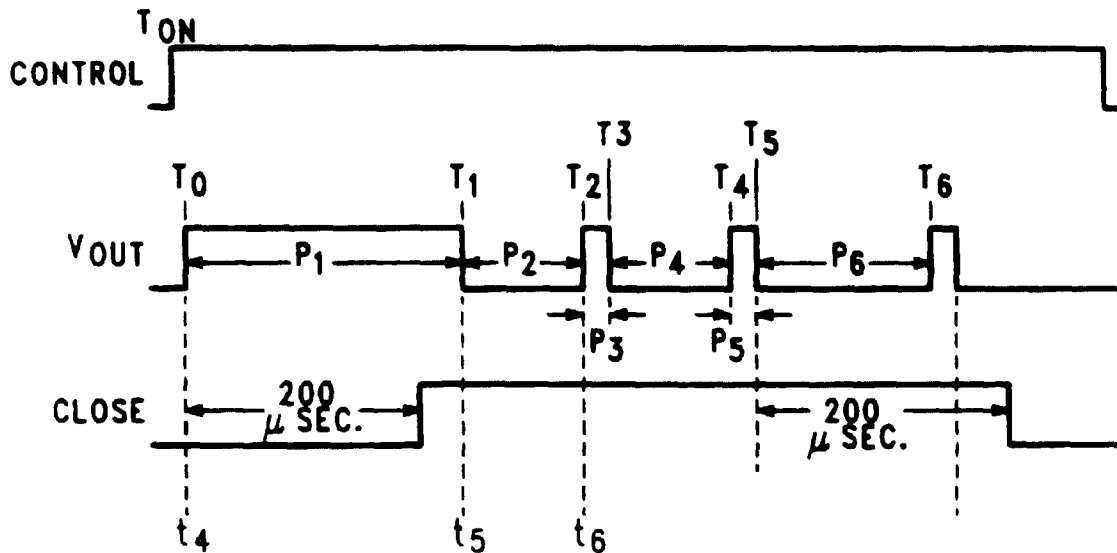 TON
CONTROL
T3 T5
T0 T1 T2 T4 T6
VOUT P1 P2 P4 P6
P3 P5
CLOSE 200 μ SEC. 200 μ SEC.
t4 t5 t6